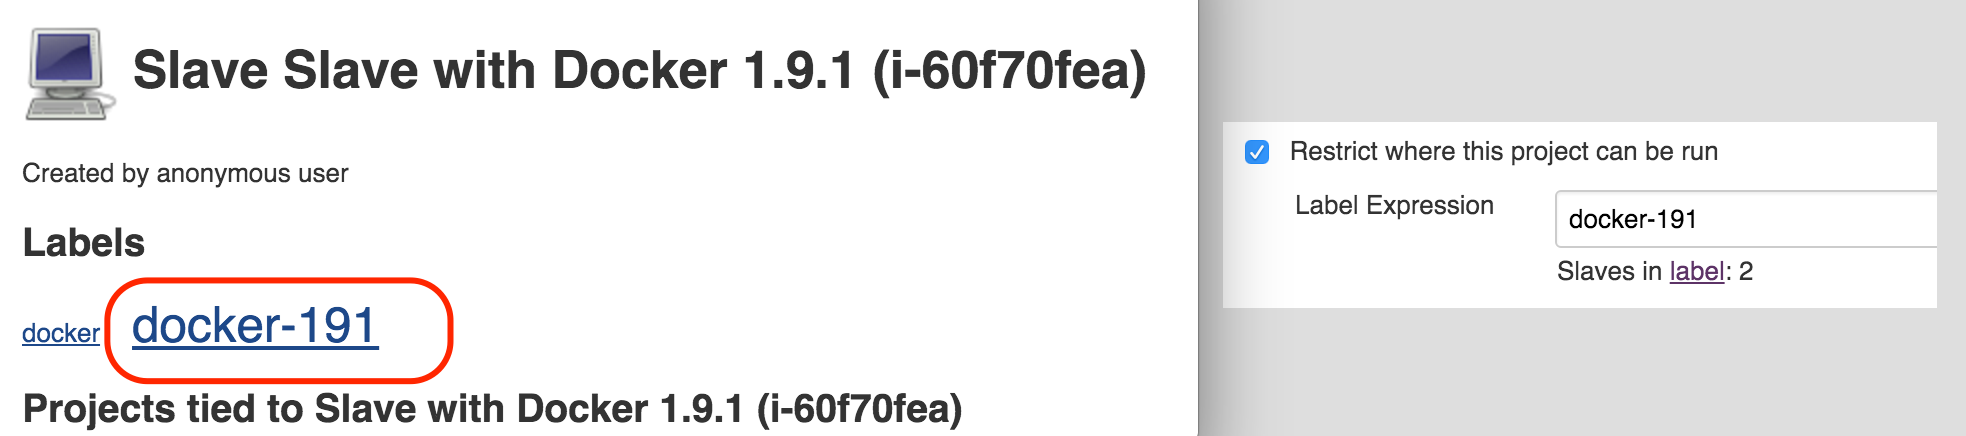 Slave Slave with Docker 1.9.1 (i-60f70fea)
Created by anonymous user
Labels
docker docker-191
Projects tied to Slave with Docker 1.9.1 (i-60f70fea)
Restrict where this project can be run
Label Expression
docker-191
Slaves in label: 2